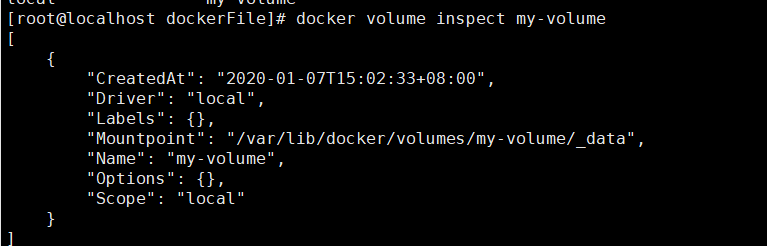 [root@localhost dockerFile]# docker volume inspect my-volume
[
    {
        "CreatedAt": "2020-01-07T15:02:33+08:00",
        "Driver": "local",
        "Labels": {},
        "Mountpoint": "/var/lib/docker/volumes/my-volume/_data",
        "Name": "my-volume",
        "Options": {},
        "Scope": "local"
    }
]